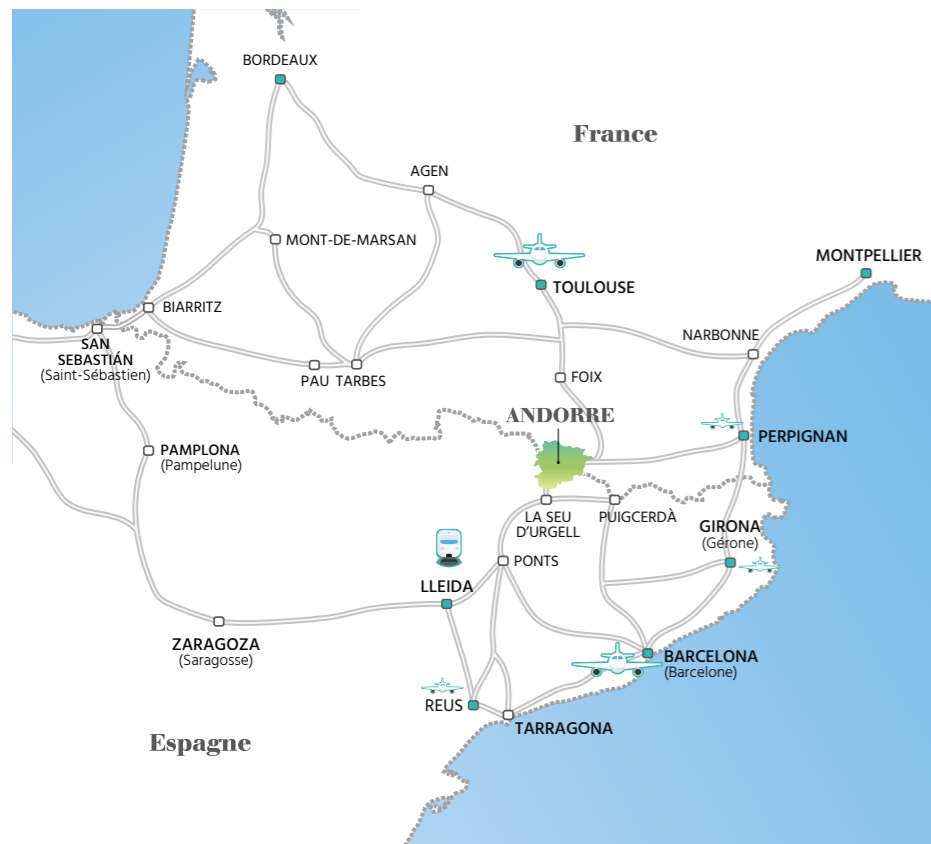 BORDEAUX
France
AGEN
MONT-DE-MARSAN
MONTPELLIER
TOULOUSE
BIARRITZ
NARBONNE
SAN
SEBASTIÁN
(Saint-Sébastien)
PAU
TARBES
FOIX
ANDORRE
PERPIGNAN
PAMPLONA
(Pampelune)
LA SEU
D'URGELL
PUIGCERDÀ
GIRONA
(Gérone)
PONTS
LLEIDA
ZARAGOZA
(Saragosse)
BARCELONA
(Barcelone)
REUS
TARRAGONA
Espagne